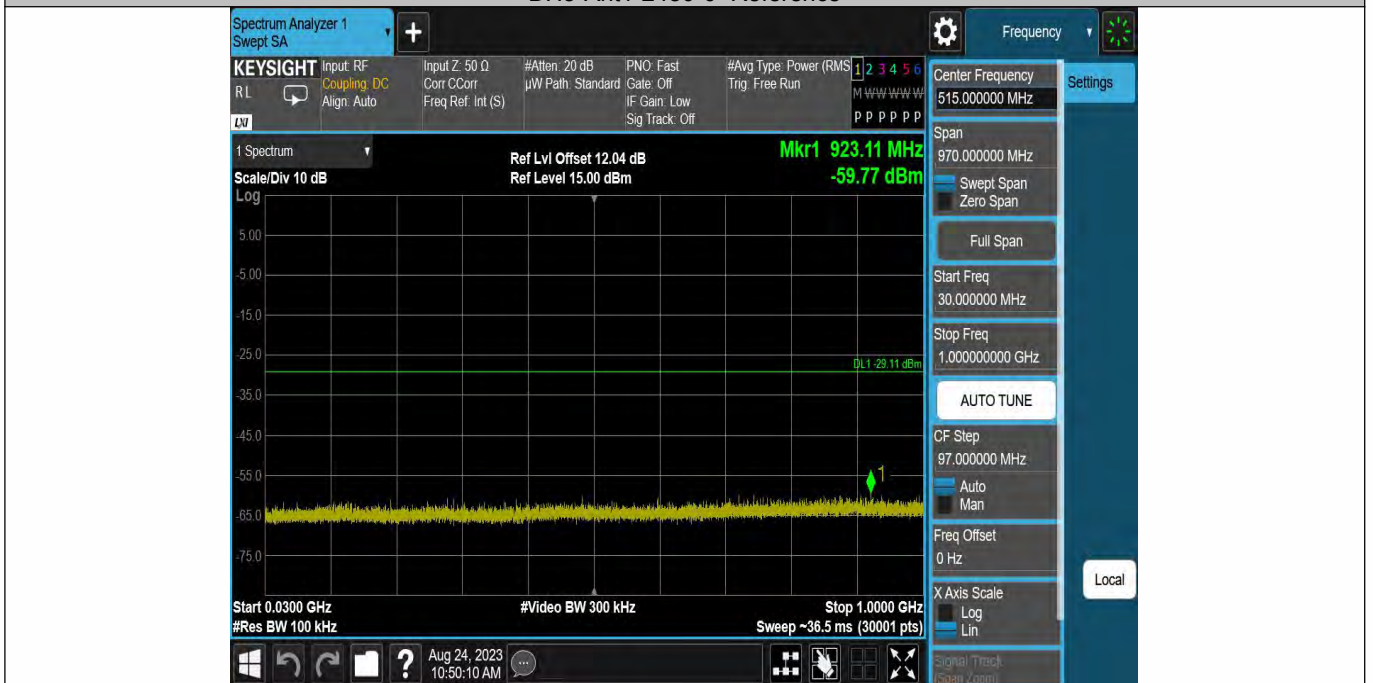 Spectrum Analyzer 1
Swept SA
+
Frequency
KEYSIGHT
RL
LXI
Input: RF
Coupling: DC
Align: Auto
Input Z: 50 Ω
Corr CCorr
Freq Ref: Int (S)
#Atten: 20 dB
µW Path: Standard
PNO: Fast
Gate: Off
IF Gain: Low
Sig Track: Off
#Avg Type: Power (RMS
Trig: Free Run
1 2 3 4 5 6
M W W W W W
P P P P P P
1 Spectrum
Scale/Div 10 dB
Log
Ref Lvl Offset 12.04 dB
Ref Level 15.00 dBm
Mkr1 923.11 MHz
-59.77 dBm
5.00
-5.00
-15.0
-25.0
DL1 -29.11 dBm
-35.0
-45.0
-55.0
1
-65.0
-75.0
Start 0.0300 GHz
#Res BW 100 kHz
#Video BW 300 kHz
Stop 1.0000 GHz
Sweep ~36.5 ms (30001 pts)
?
Aug 24, 2023
10:50:10 AM
Center Frequency
515.000000 MHz
Settings
Span
970.000000 MHz
Swept Span
Zero Span
Full Span
Start Freq
30.000000 MHz
Stop Freq
1.000000000 GHz
AUTO TUNE
CF Step
97.000000 MHz
Auto
Man
Freq Offset
0 Hz
X Axis Scale
Log
Lin
Local
Signal Track
(Span Zoom)